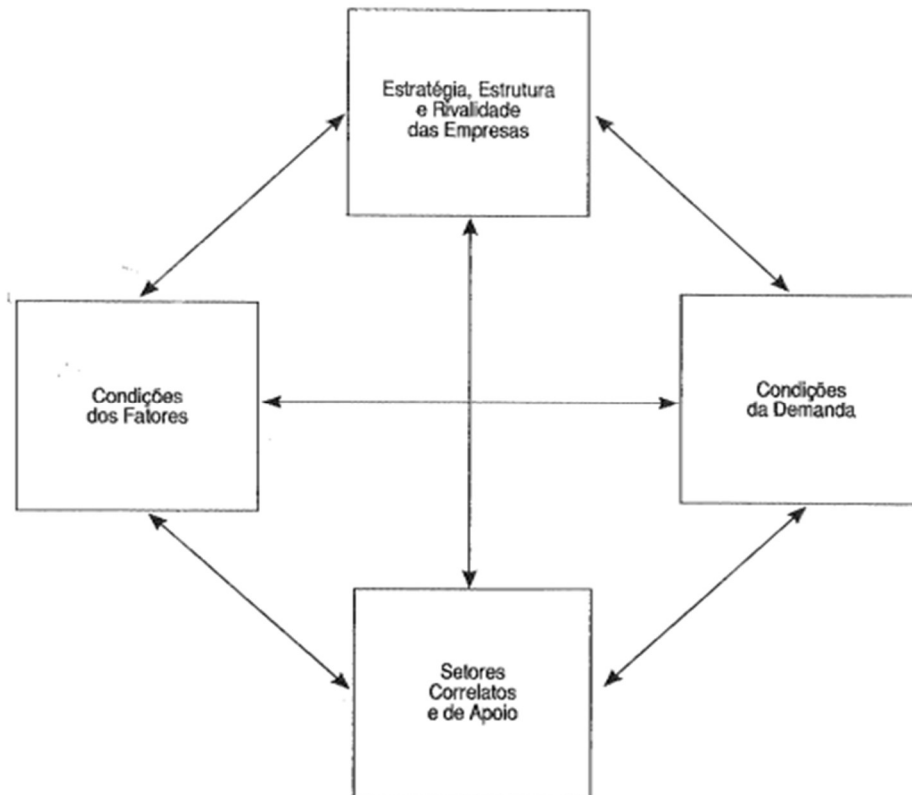 Estratégia, Estrutura
e Rivalidade
das Empresas
Condições
dos Fatores
Condições
da Demanda
Setores
Correlatos
e de Apoio